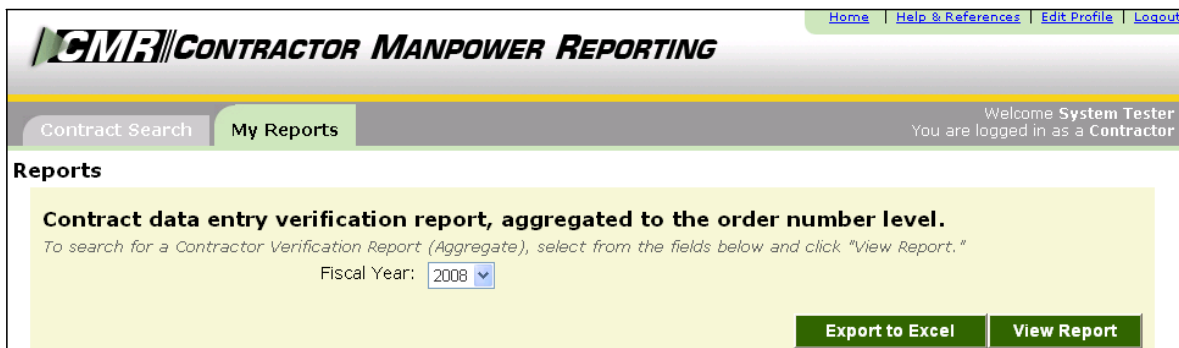 Home | Help & References | Edit Profile | Logout
CMR CONTRACTOR MANPOWER REPORTING
Contract Search My Reports
Welcome System Tester
You are logged in as a Contractor
Reports
Contract data entry verification report, aggregated to the order number level.
To search for a Contractor Verification Report (Aggregate), select from the fields below and click "View Report."
Fiscal Year: 2008
Export to Excel View Report